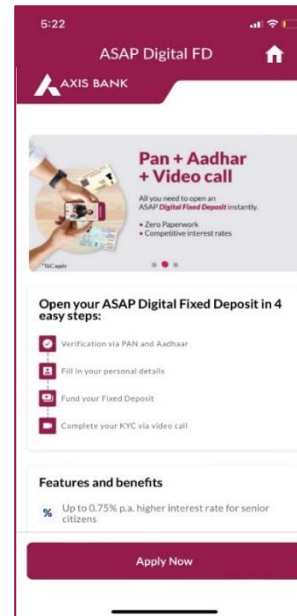 5:22
ASAP Digital FD
AXIS BANK
Pan + Aadhar
+ Video call
All you need to open an
ASAP Digital Fixed Deposit instantly.
• Zero Paperwork
• Competitive interest rates
*T&C apply
Open your ASAP Digital Fixed Deposit in 4
easy steps:
Verification via PAN and Aadhaar
Fill in your personal details
Fund your Fixed Deposit
Complete your KYC via video call
Features and benefits
% Up to 0.75% p.a. higher interest rate for senior
citizens
Apply Now